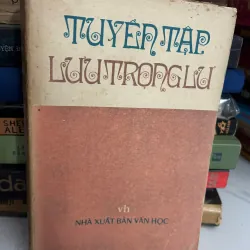 TUYỂN TẬP
LƯU TRỌNG LƯ
vh
NHÀ XUẤT BẢN VĂN HỌC